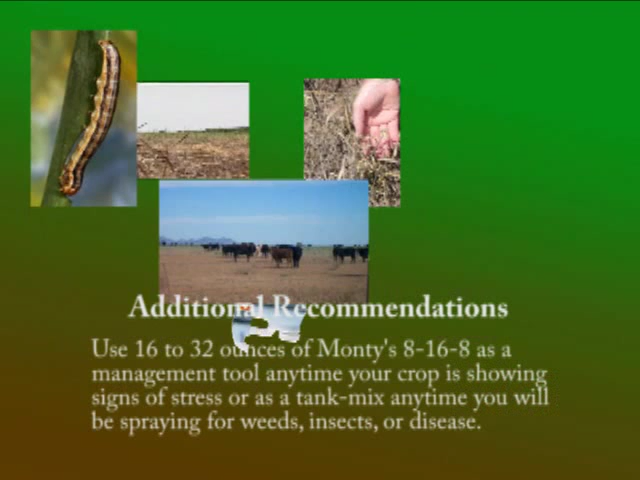 Additional Recommendations
Use 16 to 32 ounces of Monty's 8-16-8 as a
management tool anytime your crop is showing
signs of stress or as a tank-mix anytime you will
be spraying for weeds, insects, or disease.